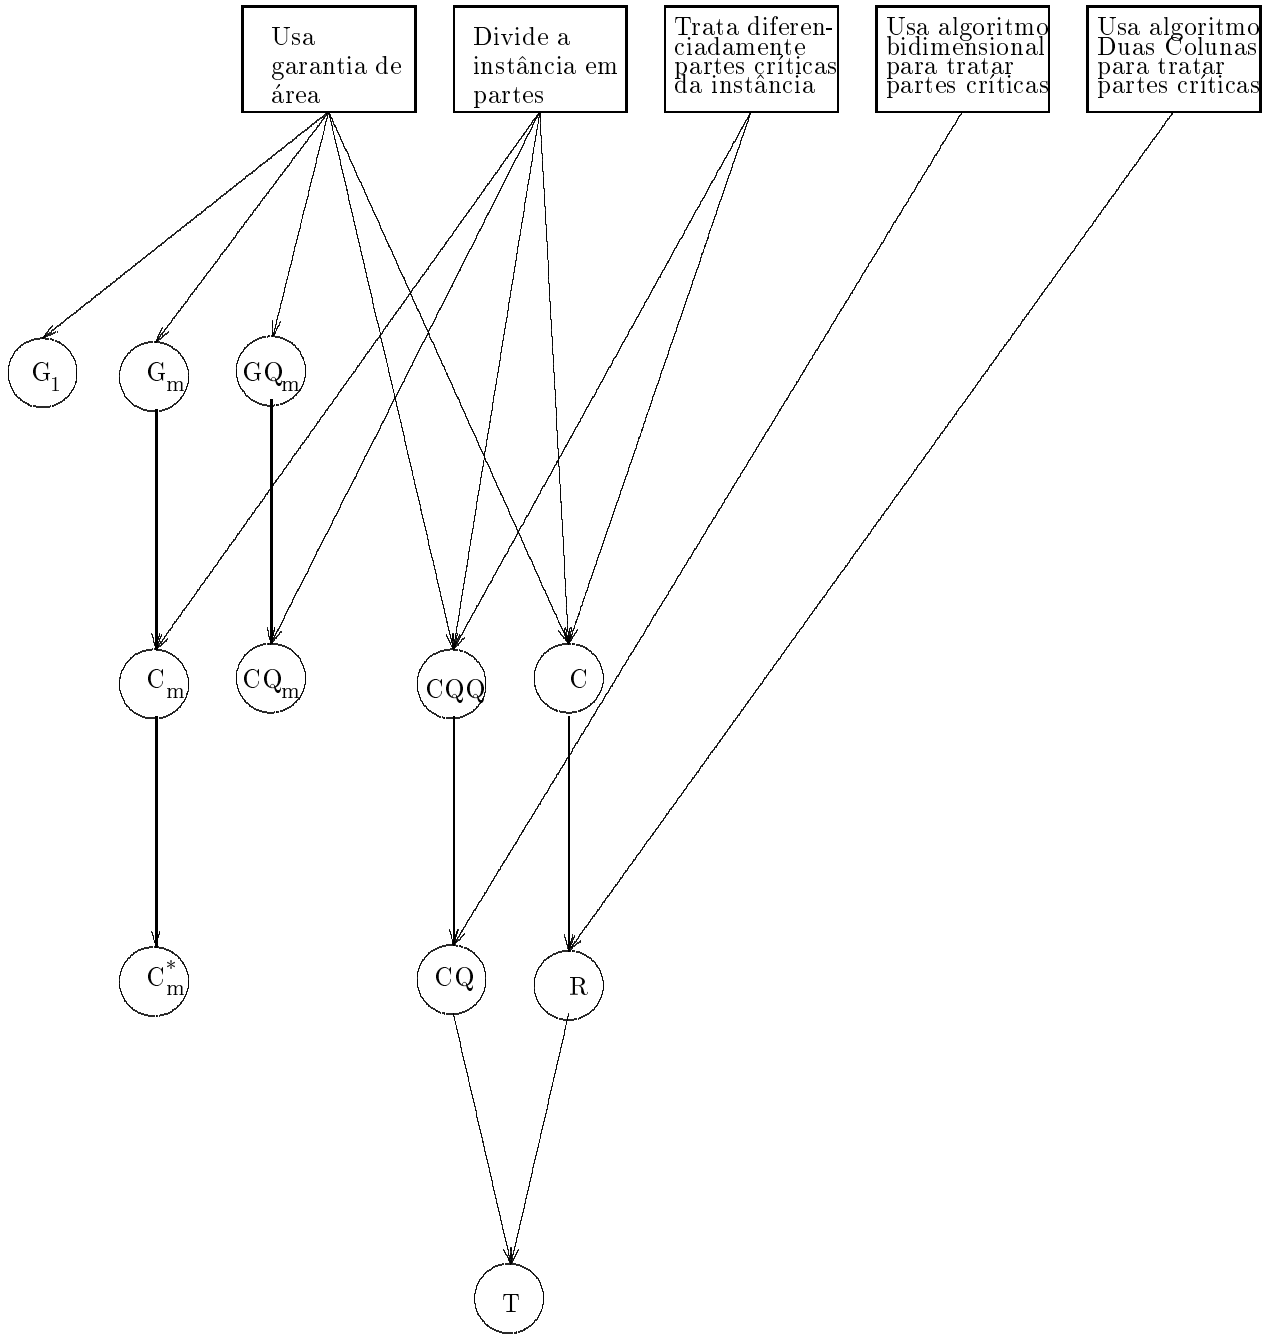 Usa
garantia de
área
Divide a
instância em
partes
Trata diferen-
ciadamente
partes críticas
da instância
Usa algoritmo
bidimensional
para tratar
partes críticas
Usa algoritmo
Duas Colunas
para tratar
partes críticas
G1
Gm
GQm
Cm
CQm
CQQ
C
C*m
CQ
R
T